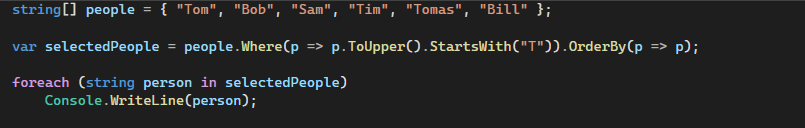 string[] people = { "Tom", "Bob", "Sam", "Tim", "Tomas", "Bill" };
var selectedPeople = people.Where(p => p.ToUpper().StartsWith("T")).OrderBy(p => p);
foreach (string person in selectedPeople)
    Console.WriteLine(person);